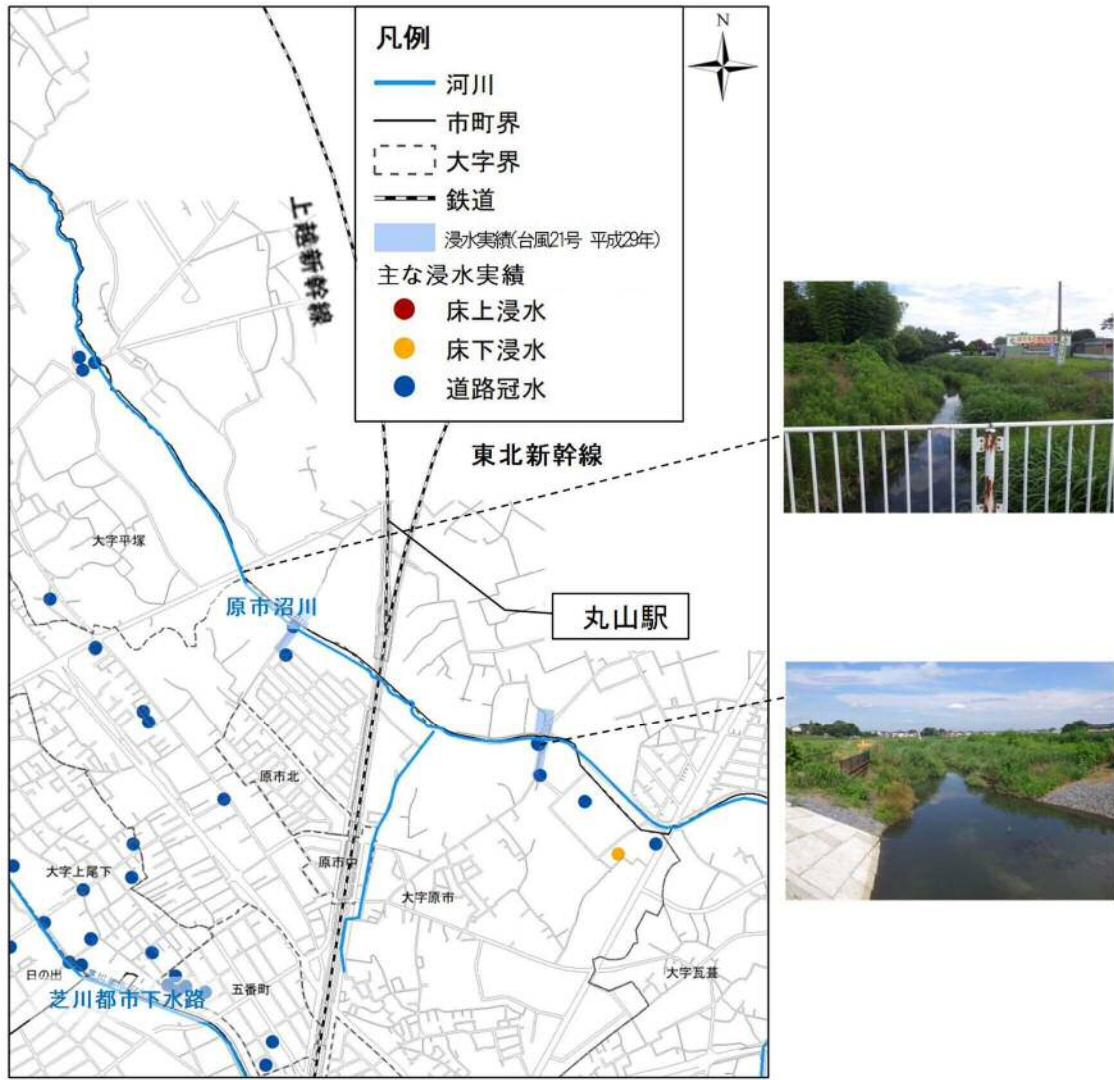 凡例
河川
市町界
大字界
鉄道
浸水実績(台風21号 平成29年)
主な浸水実績
床上浸水
床下浸水
道路冠水
N
上越新幹線
東北新幹線
大字平塚
原市沼川
丸山駅
原市北
原市中
大字上尾下
大字原市
大字瓦葺
日の出
五番町
芝川都市下水路